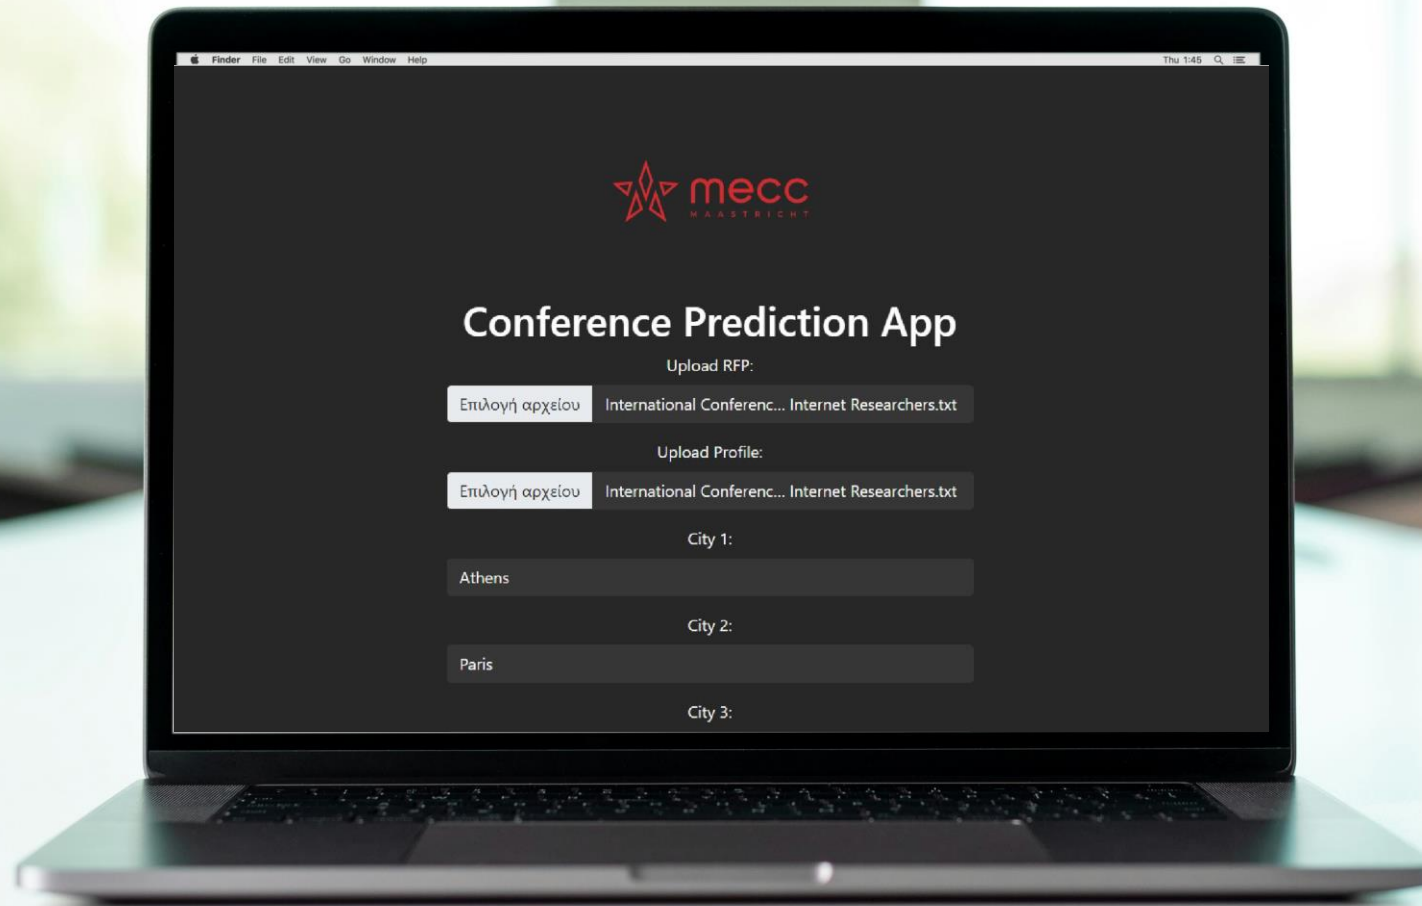 Finder File Edit View Go Window Help Thu 1:45
mecc
MAASTRICHT
Conference Prediction App
Upload RFP:
Επιλογή αρχείου International Conferenc... Internet Researchers.txt
Upload Profile:
Επιλογή αρχείου International Conferenc... Internet Researchers.txt
City 1:
Athens
City 2:
Paris
City 3: